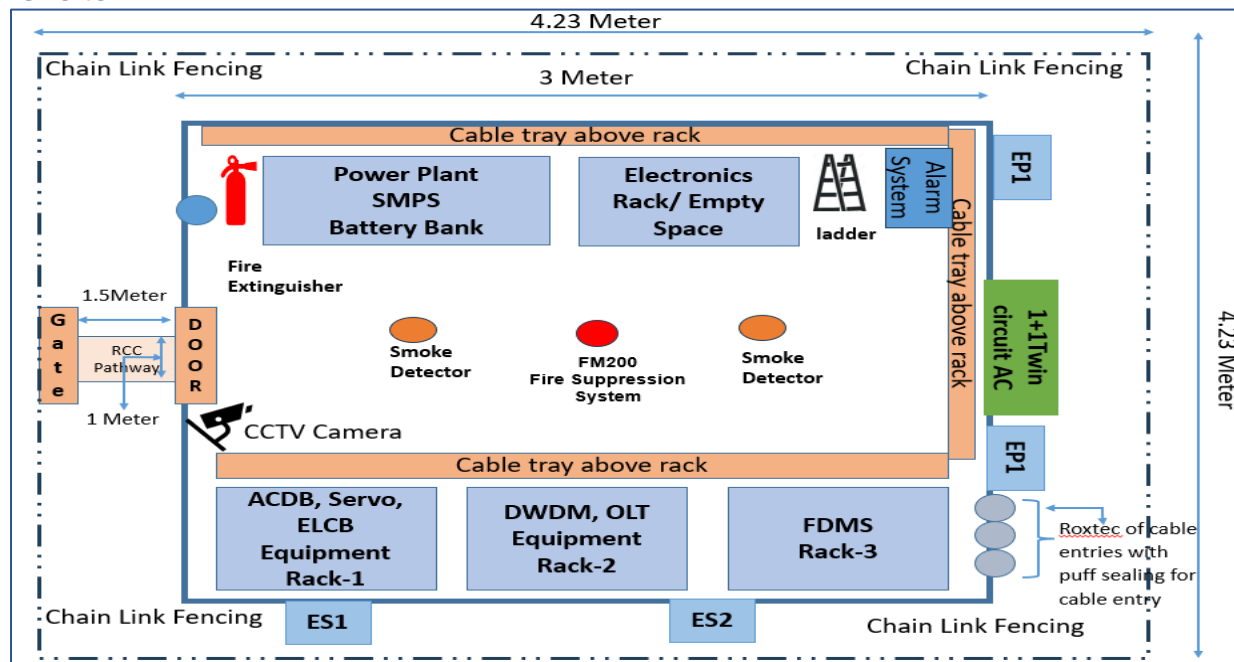 4.23 Meter
Chain Link Fencing
Chain Link Fencing
3 Meter
Cable tray above rack
Power Plant
SMPS
Battery Bank
Electronics
Rack/ Empty
Space
ladder
Alarm
System
EP1
Cable tray above rack
Fire
Extinguisher
1.5Meter
Gate
RCC
Pathway
1 Meter
DOOR
Smoke
Detector
FM200
Fire Suppression
System
Smoke
Detector
1+1Twin
circuit AC
4.23 Meter
CCTV Camera
Cable tray above rack
EP1
ACDB, Servo,
ELCB
Equipment
Rack-1
DWDM, OLT
Equipment
Rack-2
FDMS
Rack-3
Roxtec of cable
entries with
puff sealing for
cable entry
Chain Link Fencing
ES1
ES2
Chain Link Fencing